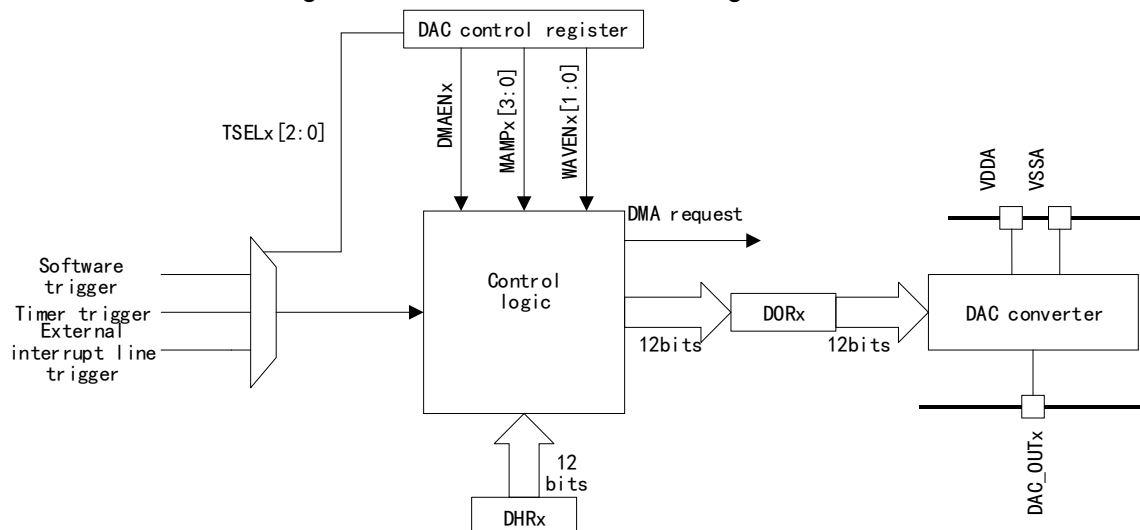 DAC control register
TSELx[2:0]
DMAENx
MAMPx[3:0]
WAVENx[1:0]
VDDA
VSSA
DMA request
Software
trigger
Timer trigger
External
interrupt line
trigger
Control
logic
DORx
DAC converter
12bits
12bits
12
bits
DHRx
DAC_OUTx